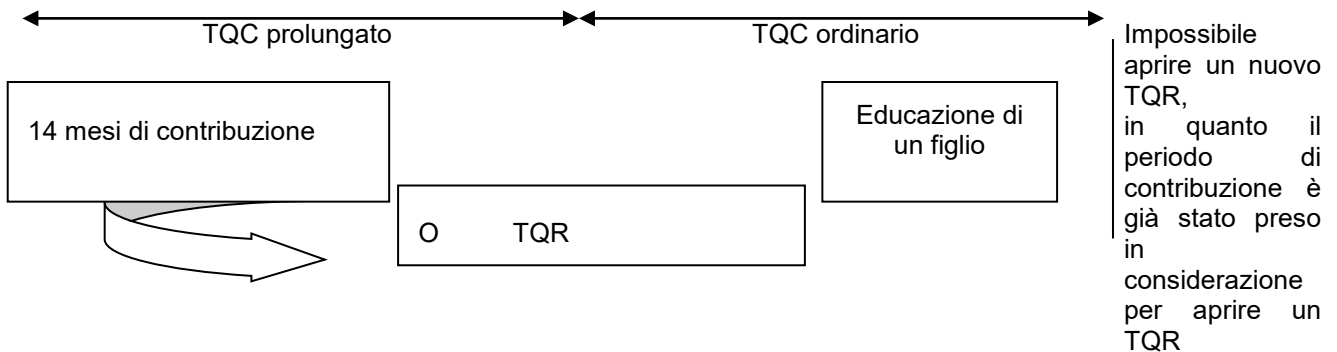 TQC prolungato
TQC ordinario
14 mesi di contribuzione
Educazione di
un figlio
O TQR
Impossibile
aprire un nuovo
TQR,
in quanto il
periodo di
contribuzione è
già stato preso
in
considerazione
per aprire un
TQR